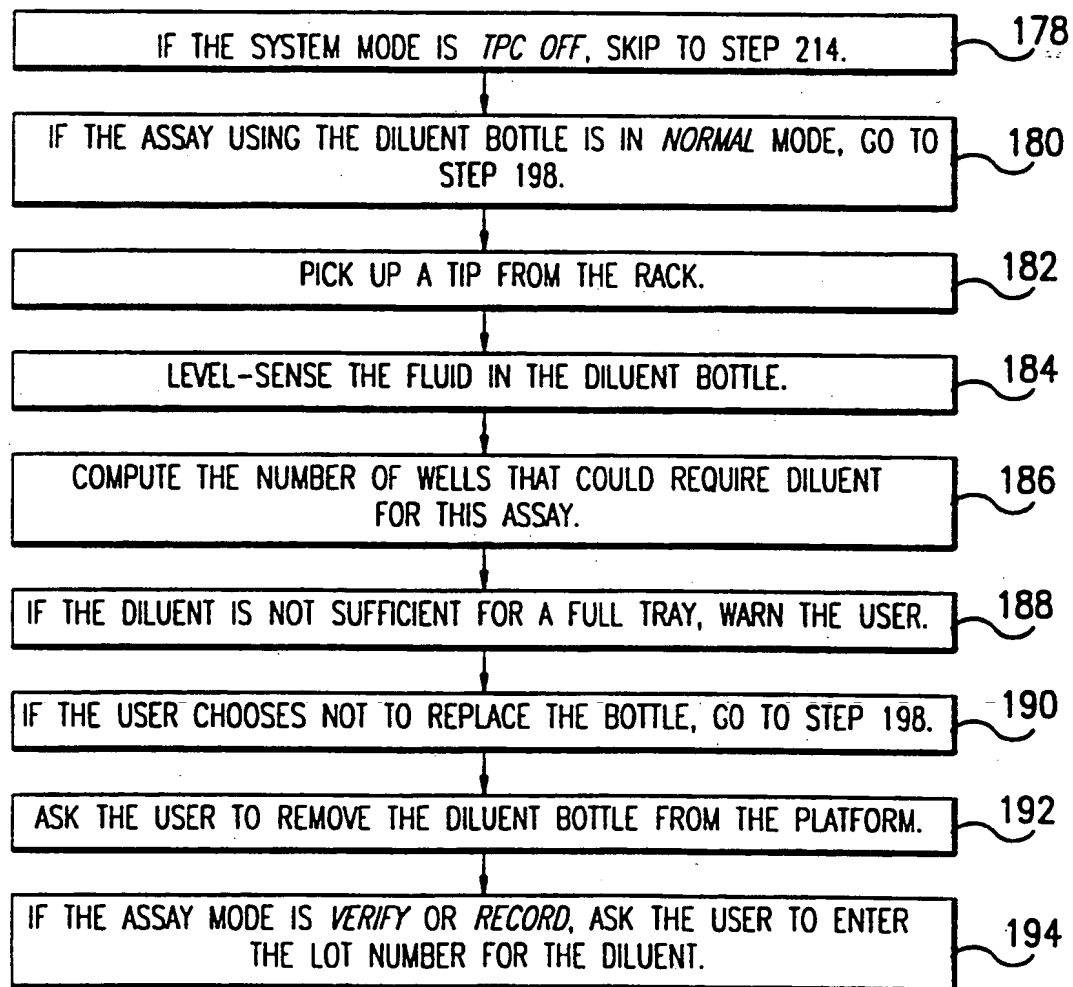 IF THE SYSTEM MODE IS TPC OFF, SKIP TO STEP 214.
178
IF THE ASSAY USING THE DILUENT BOTTLE IS IN NORMAL MODE, GO TO
STEP 198.
180
PICK UP A TIP FROM THE RACK.
182
LEVEL-SENSE THE FLUID IN THE DILUENT BOTTLE.
184
COMPUTE THE NUMBER OF WELLS THAT COULD REQUIRE DILUENT
FOR THIS ASSAY.
186
IF THE DILUENT IS NOT SUFFICIENT FOR A FULL TRAY, WARN THE USER.
188
IF THE USER CHOOSES NOT TO REPLACE THE BOTTLE, GO TO STEP 198.
190
ASK THE USER TO REMOVE THE DILUENT BOTTLE FROM THE PLATFORM.
192
IF THE ASSAY MODE IS VERIFY OR RECORD, ASK THE USER TO ENTER
THE LOT NUMBER FOR THE DILUENT.
194